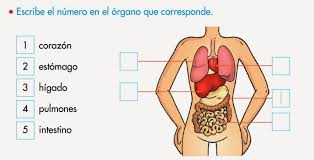 • Escribe el número en el órgano que corresponde.
1 corazón
2 estómago
3 hígado
4 pulmones
5 intestino